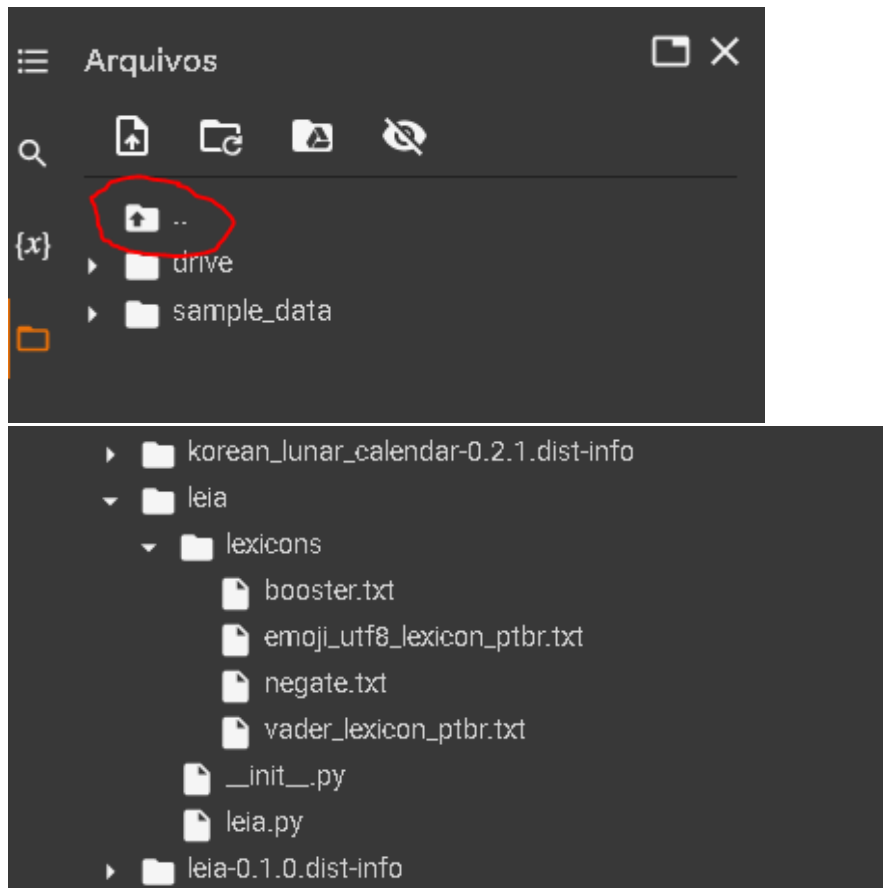 Arquivos
{x}
..
drive
sample_data
korean_lunar_calendar-0.2.1.dist-info
leia
lexicons
booster.txt
emoji_utf8_lexicon_ptbr.txt
negate.txt
vader_lexicon_ptbr.txt
__init__.py
leia.py
leia-0.1.0.dist-info